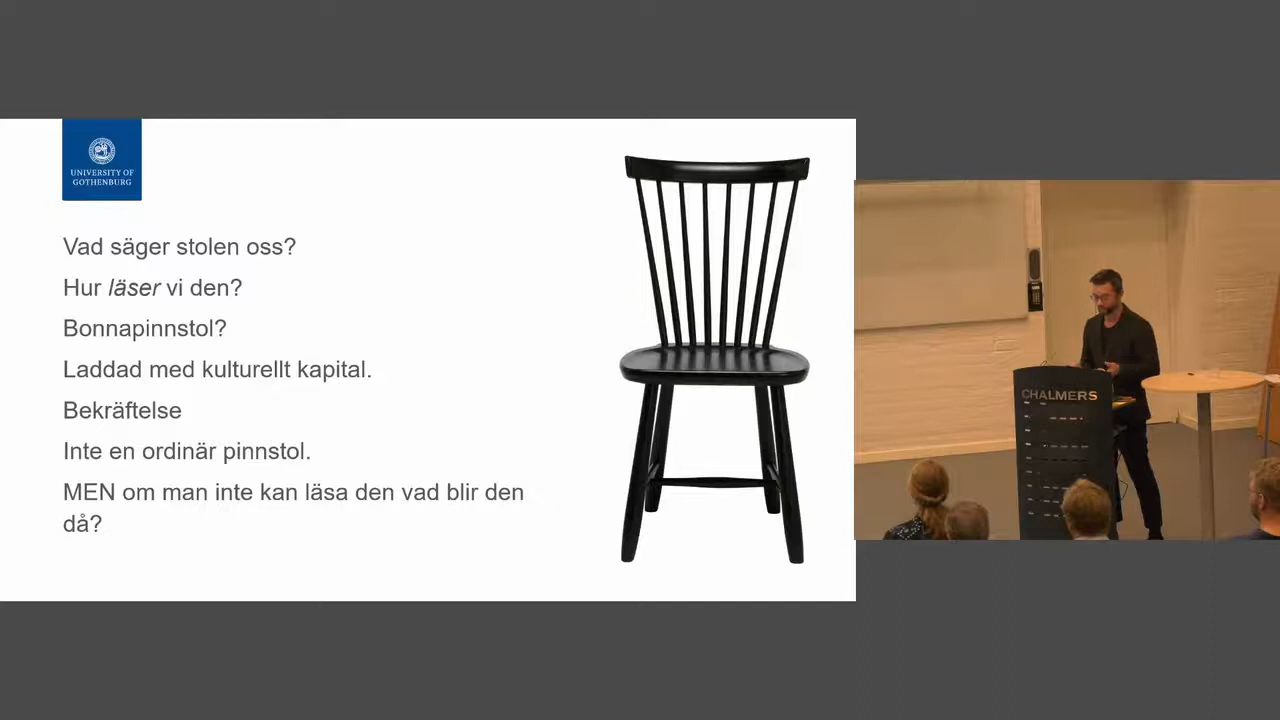 UNIVERSITY OF
GOTHENBURG
Vad säger stolen oss?
Hur läser vi den?
Bonnapinnstol?
Laddad med kulturellt kapital.
Bekräftelse
Inte en ordinär pinnstol.
MEN om man inte kan läsa den vad blir den
då?
CHALMERS